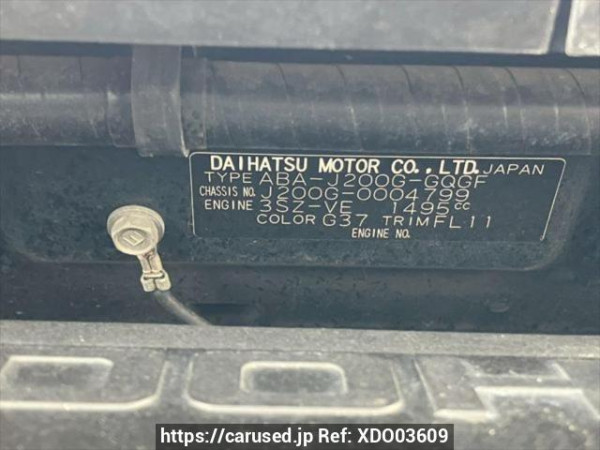 DAIHATSU MOTOR CO., LTD. JAPAN
TYPE ABA-J200G-GQGF
CHASSIS NO. J200G-0004799
ENGINE 3SZ-VE 1495cc
COLOR G37 TRIM FL11
ENGINE NO.
https://carused.jp Ref: XDO03609